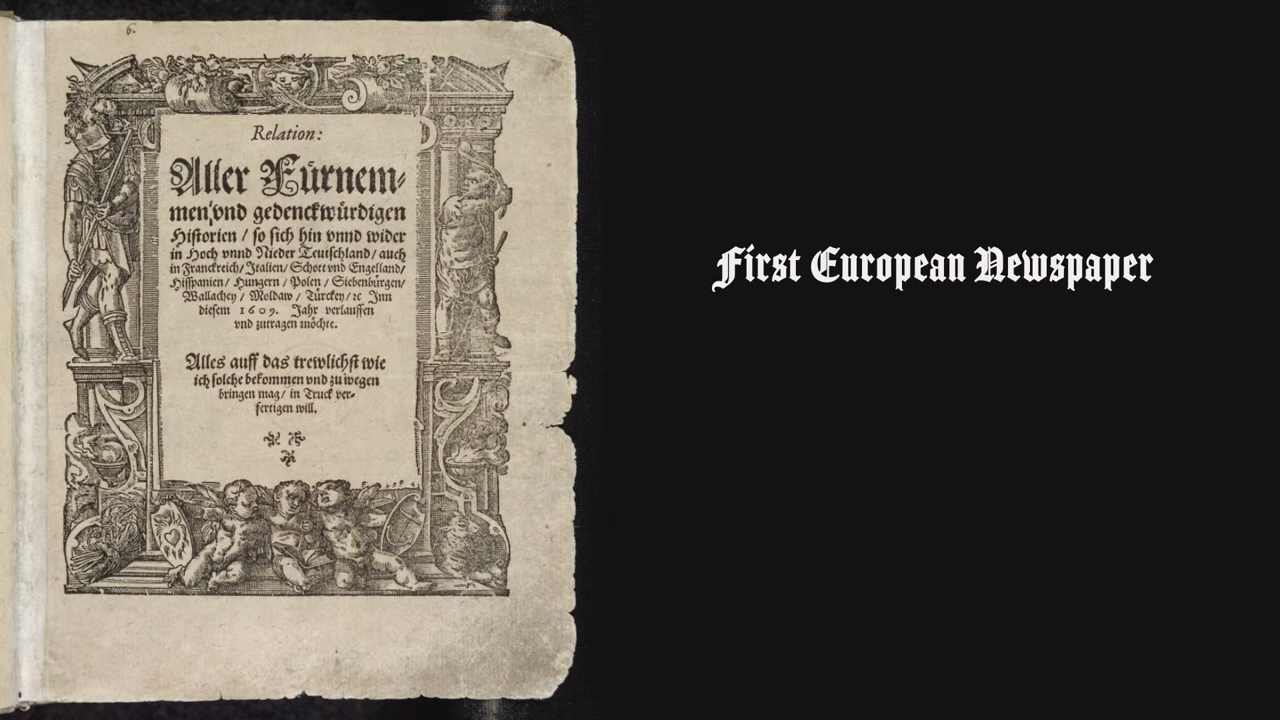 6.
Relation:
Aller Fürnem⸗
men/ vnd gedenckwürdigen
Historien / so sich hin vnnd wider
in Hoch vnnd Nieder Teutschland/ auch
in Franckreich/ Italien/ Schott vnd Engelland/
Hisspanien / Hungern / Polen / Siebenbürgen/
Wallachey / Moldaw / Türckey/ ꝛc Inn
diesem 1609. Jahr verlauffen
vnd zutragen möchte.
Alles auff das trewlichst wie
ich solche bekommen vnd zu wegen
bringen mag/ in Truck ver⸗
fertigen will.
First European Newspaper